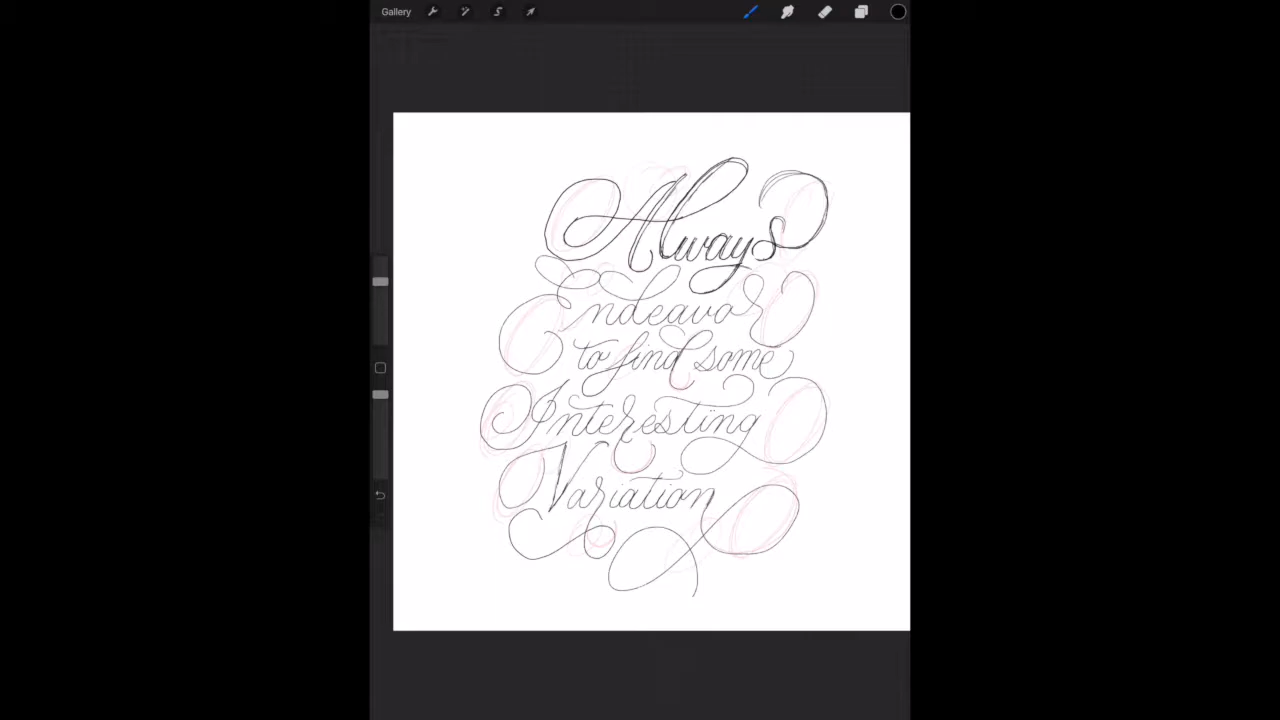 Gallery
Always
Endeavor
to find some
Interesting
Variation